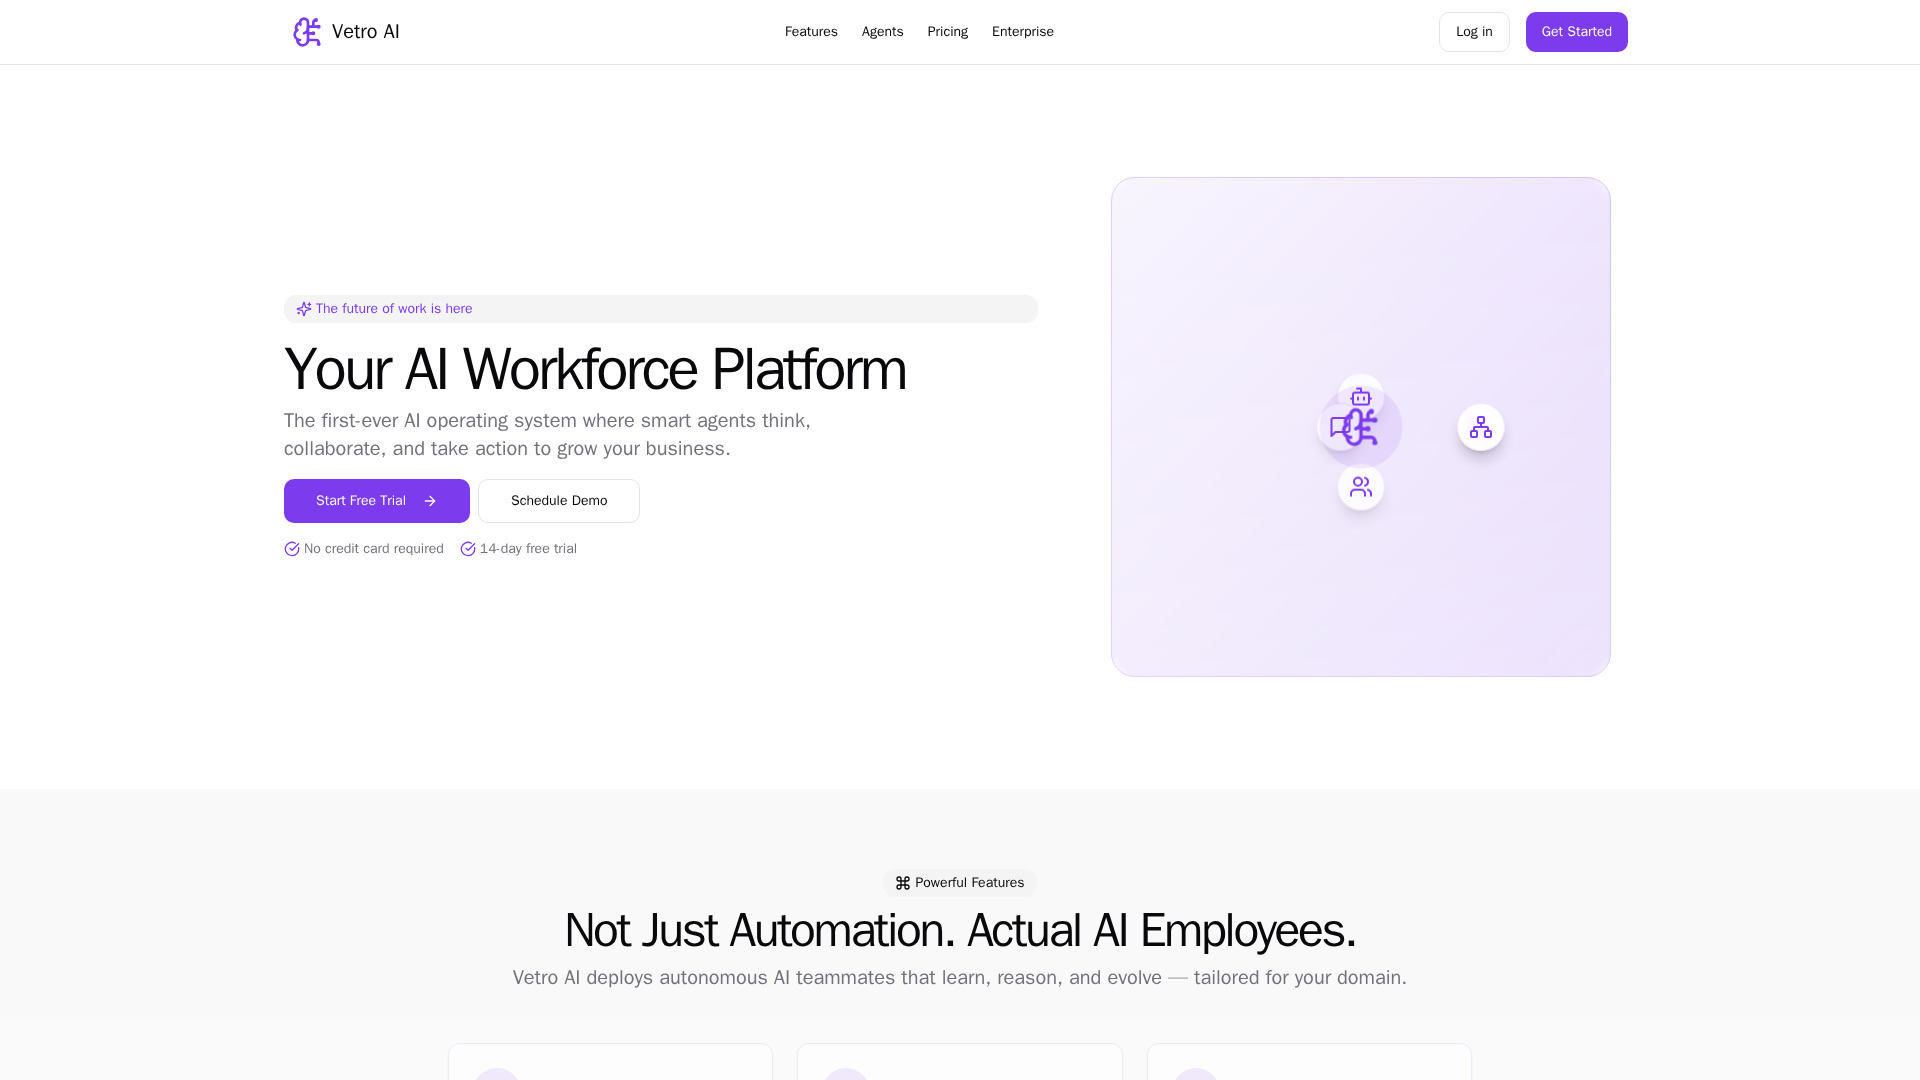 Vetro AI
Features
Agents
Pricing
Enterprise
Log in
Get Started
The future of work is here
Your AI Workforce Platform
The first-ever AI operating system where smart agents think,
collaborate, and take action to grow your business.
Start Free Trial
Schedule Demo
No credit card required
14-day free trial
Powerful Features
Not Just Automation. Actual AI Employees.
Vetro AI deploys autonomous AI teammates that learn, reason, and evolve — tailored for your domain.